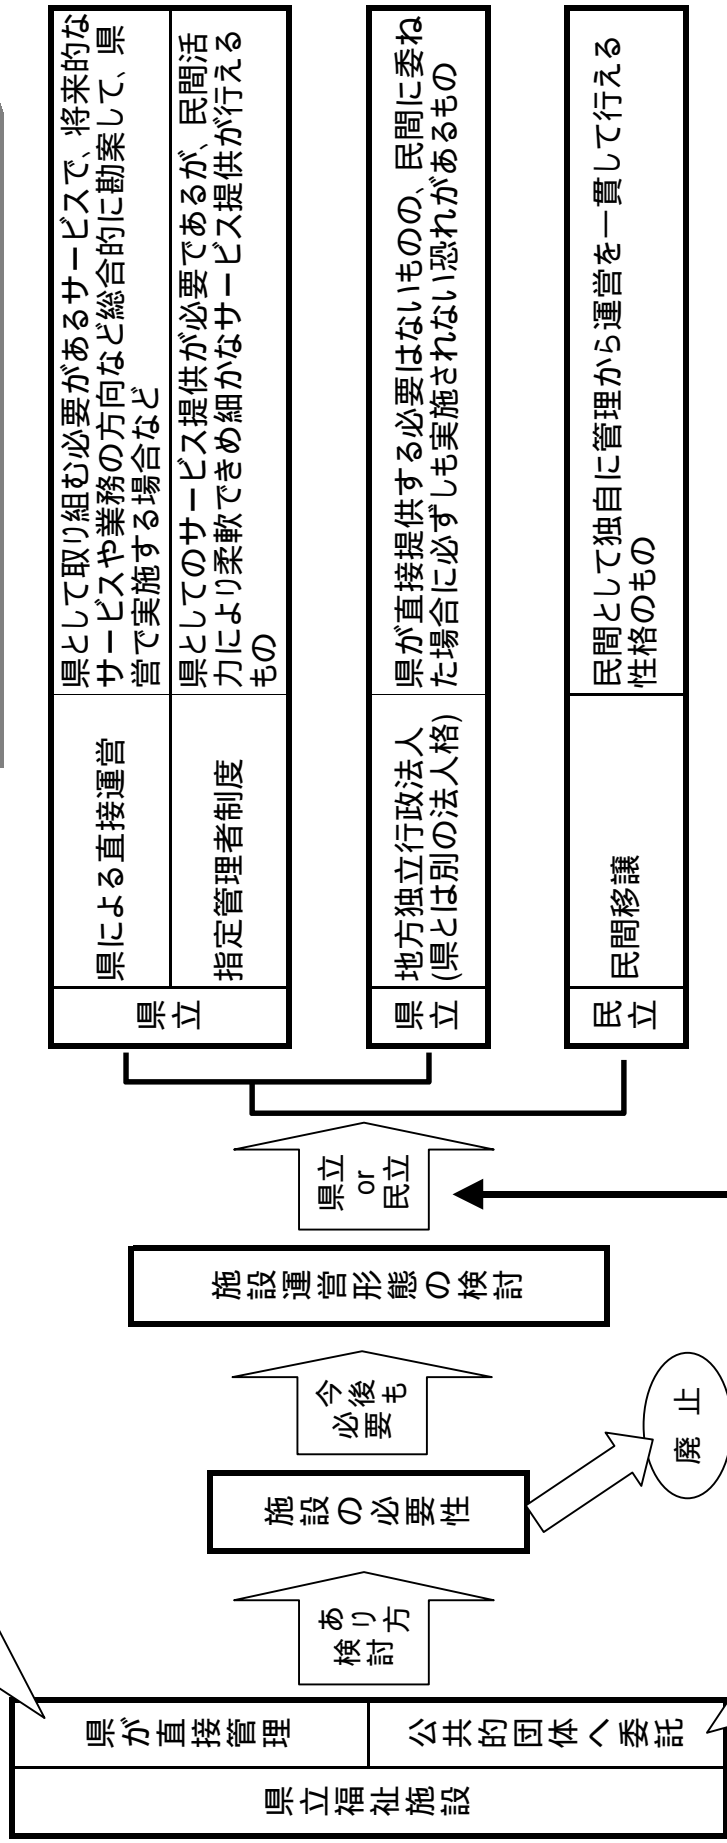 県立福祉施設
県が直接管理
公共的団体へ委託
あり方
検討
施設の必要性
廃止
今後も
必要
施設運営形態の検討
県立
or
民立
県立
県による直接運営
県として取り組む必要があるサービスで、将来的な
サービスや業務の方向など総合的に勘案して、県
営で実施する場合など
指定管理者制度
県としてのサービス提供が必要であるが、民間活
力により柔軟できめ細かなサービス提供が行える
もの
県立
地方独立行政法人
(県とは別の法人格)
県が直接提供する必要はないものの、民間に委ね
た場合に必ずしも実施されない恐れがあるもの
民立
民間移譲
民間として独自に管理から運営を一貫して行える
性格のもの